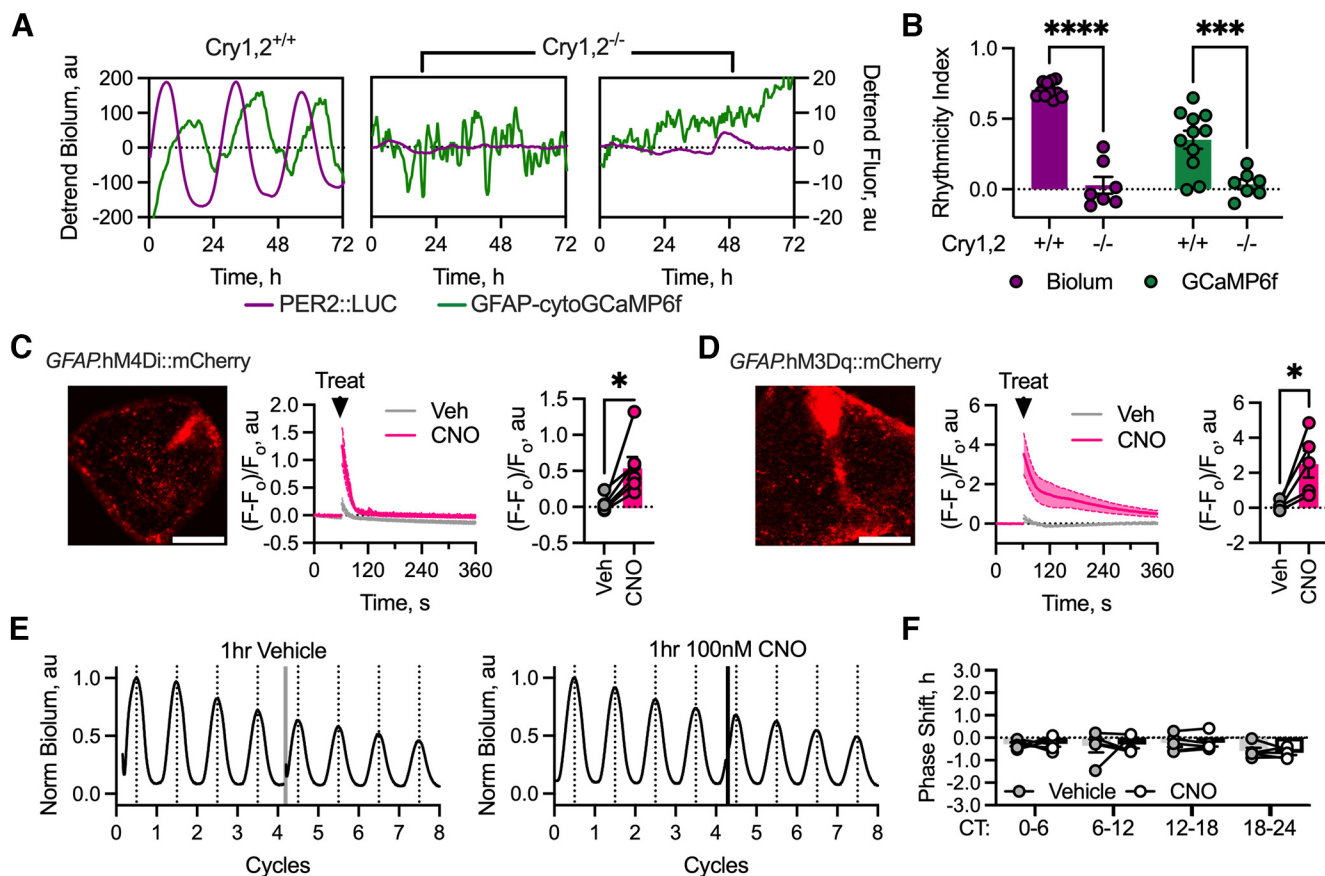 A
Cry1,2+/+
Cry1,2-/-
Detrend Biolum, au
200
100
0
-100
-200
20
10
0
-10
-20
Detrend Fluor, au
0 24 48 72
0 24 48 72
0 24 48 72
Time, h
Time, h
Time, h
PER2::LUC
GFAP-cytoGCaMP6f
B
Rhythmicity Index
1.0
0.5
0.0
****
***
Cry1,2
+/+ -/- +/+ -/-
Biolum
GCaMP6f
C
GFAP.hM4Di::mCherry
Treat
(F-Fo)/Fo, au
2.0
1.5
1.0
0.5
0.0
-0.5
Veh
CNO
0 120 240 360
Time, s
*
(F-Fo)/Fo, au
1.5
1.0
0.5
0.0
-0.5
Veh
CNO
D
GFAP.hM3Dq::mCherry
Treat
(F-Fo)/Fo, au
6
4
2
0
Veh
CNO
0 120 240 360
Time, s
*
(F-Fo)/Fo, au
6
4
2
0
-2
Veh
CNO
E
1hr Vehicle
Norm Biolum, au
1.0
0.5
0.0
0 1 2 3 4 5 6 7 8
Cycles
1hr 100nM CNO
Norm Biolum, au
1.0
0.5
0.0
0 1 2 3 4 5 6 7 8
Cycles
F
Phase Shift, h
3.0
2.0
1.0
0.0
-1.0
-2.0
-3.0
Vehicle
CNO
CT: 0-6 6-12 12-18 18-24